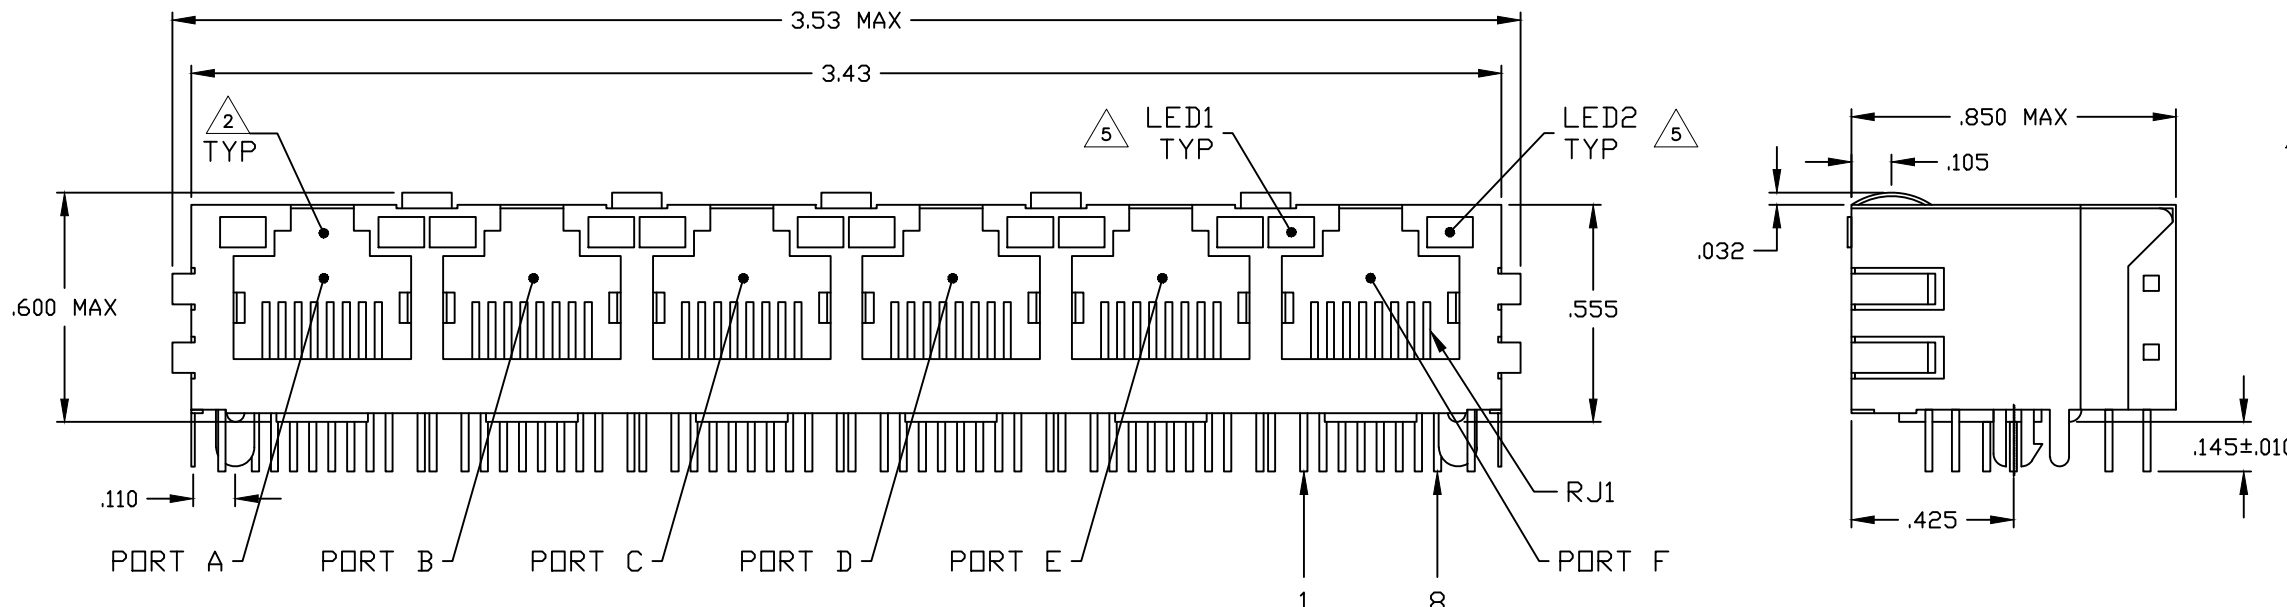 3.53 MAX
3.43
2
TYP
5
LED1
TYP
LED2
TYP
5
.850 MAX
.105
.032
.600 MAX
.555
.145±.010
.110
.425
RJ1
PORT A
PORT B
PORT C
PORT D
PORT E
PORT F
1
8